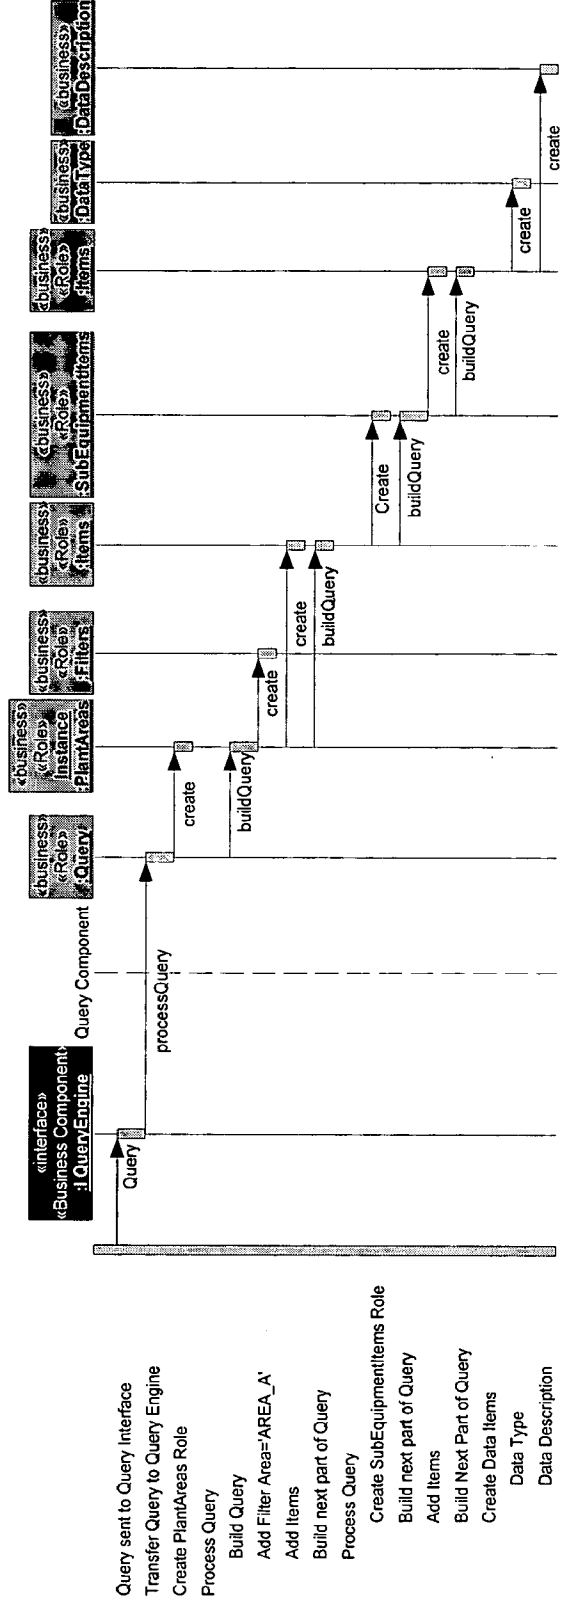 Query sent to Query Interface
Transfer Query to Query Engine
Create PlantAreas Role
Process Query
Build Query
Add Filter Area='AREA_A'
Add Items
Build next part of Query
Process Query
Create SubEquipmentItems Role
Build next part of Query
Add Items
Build Next Part of Query
Create Data Items
Data Type
Data Description
«interface»
«Business Component»
:I QueryEngine
Query Component
«business»
«Role»
:Query
«business»
«Role»
Instance
:PlantAreas
«business»
«Role»
:Filters
«business»
«Role»
:Items
«business»
«Role»
:SubEquipmentItems
«business»
«Role»
:Items
«business»
:DataType
«business»
:DataDescription
Query
processQuery
create
buildQuery
create
create
buildQuery
Create
buildQuery
create
buildQuery
create
create